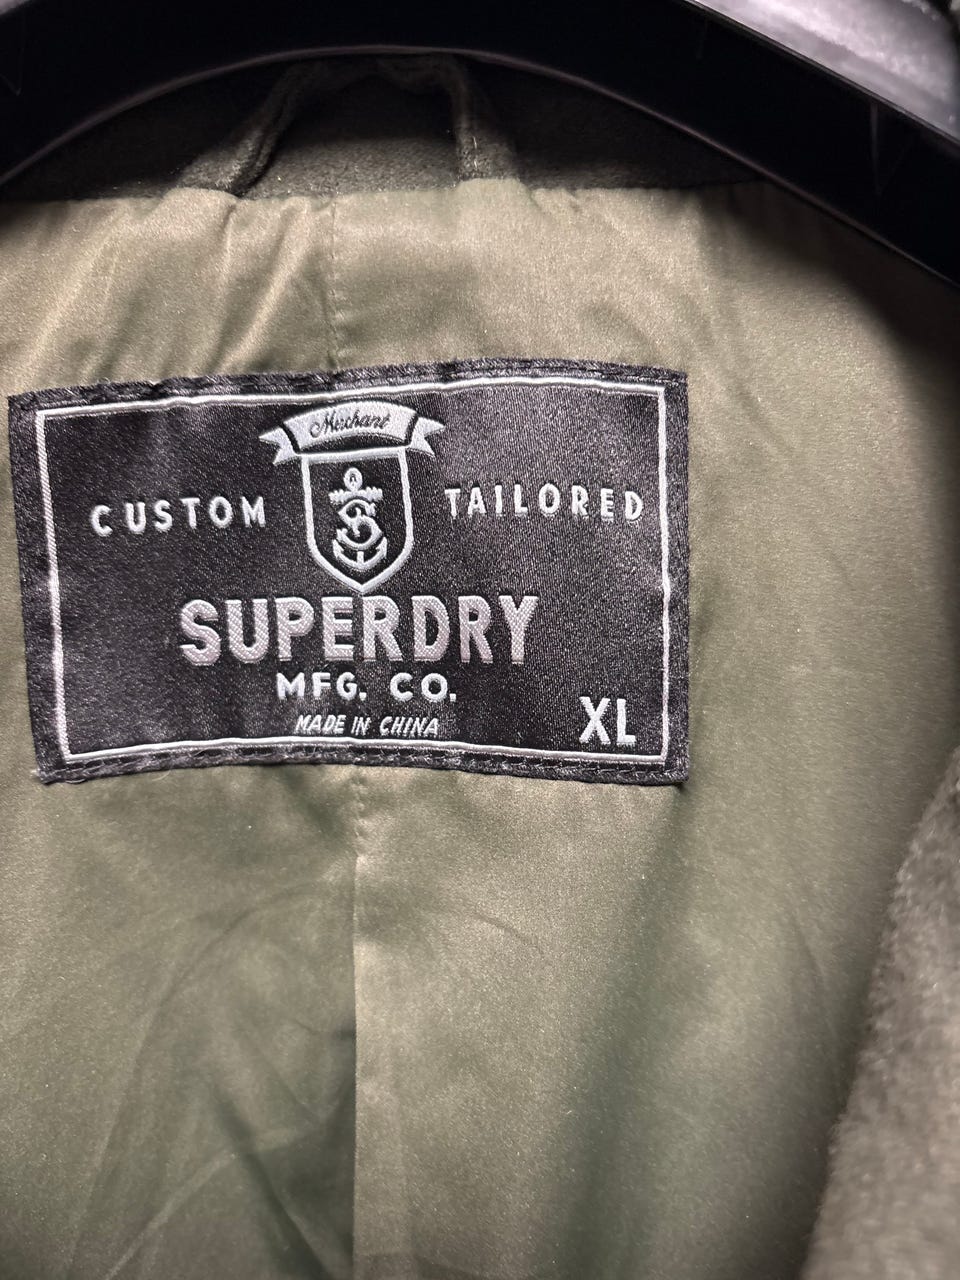 Merchant
CUSTOM TAILORED
SUPERDRY
MFG. CO.
MADE IN CHINA
XL